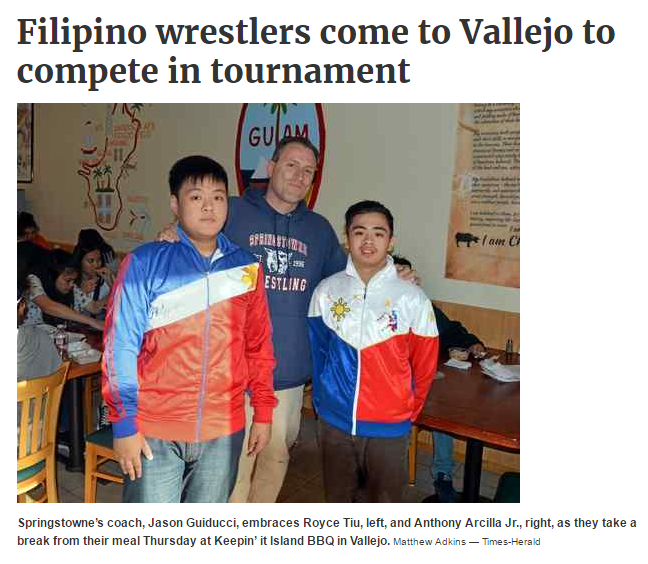 Filipino wrestlers come to Vallejo to
compete in tournament
GUAM
SPRINGSTOWNE
EST. 1996
WRESTLING
I am
Springstowne's coach, Jason Guiducci, embraces Royce Tiu, left, and Anthony Arcilla Jr., right, as they take a
break from their meal Thursday at Keepin' it Island BBQ in Vallejo. Matthew Adkins — Times-Herald